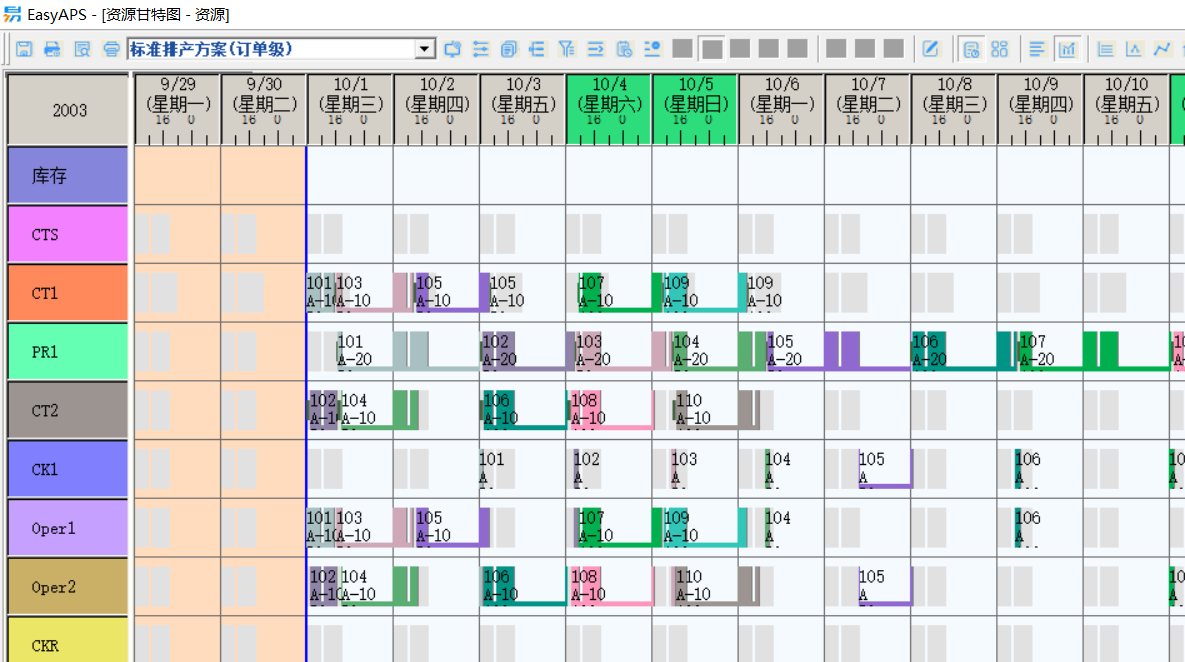 EasyAPS - [资源甘特图 - 资源]
标准排产方案(订单级)
2003
9/29 9/30 10/1 10/2 10/3 10/4 10/5 10/6 10/7 10/8 10/9 10/10
(星期一) (星期二) (星期三) (星期四) (星期五) (星期六) (星期日) (星期一) (星期二) (星期三) (星期四) (星期五)
16 0 16 0 16 0 16 0 16 0 16 0 16 0 16 0 16 0 16 0 16 0 16 0
库存
CTS
CT1
101 103 105 105 107 109 109
A-10 A-10 A-10 A-10 A-10 A-10 A-10
PR1
101 102 103 104 105 106 107
A-20 A-20 A-20 A-20 A-20 A-20 A-20
CT2
102 104 106 108 110
A-10 A-10 A-10 A-10 A-10
CK1
101 102 103 104 105 106
A A A A A A
Oper1
101 103 105 107 109 104 106
A-10 A-10 A-10 A-10 A-10 A A
Oper2
102 104 106 108 110 105
A-10 A-10 A-10 A-10 A-10 A
CKR